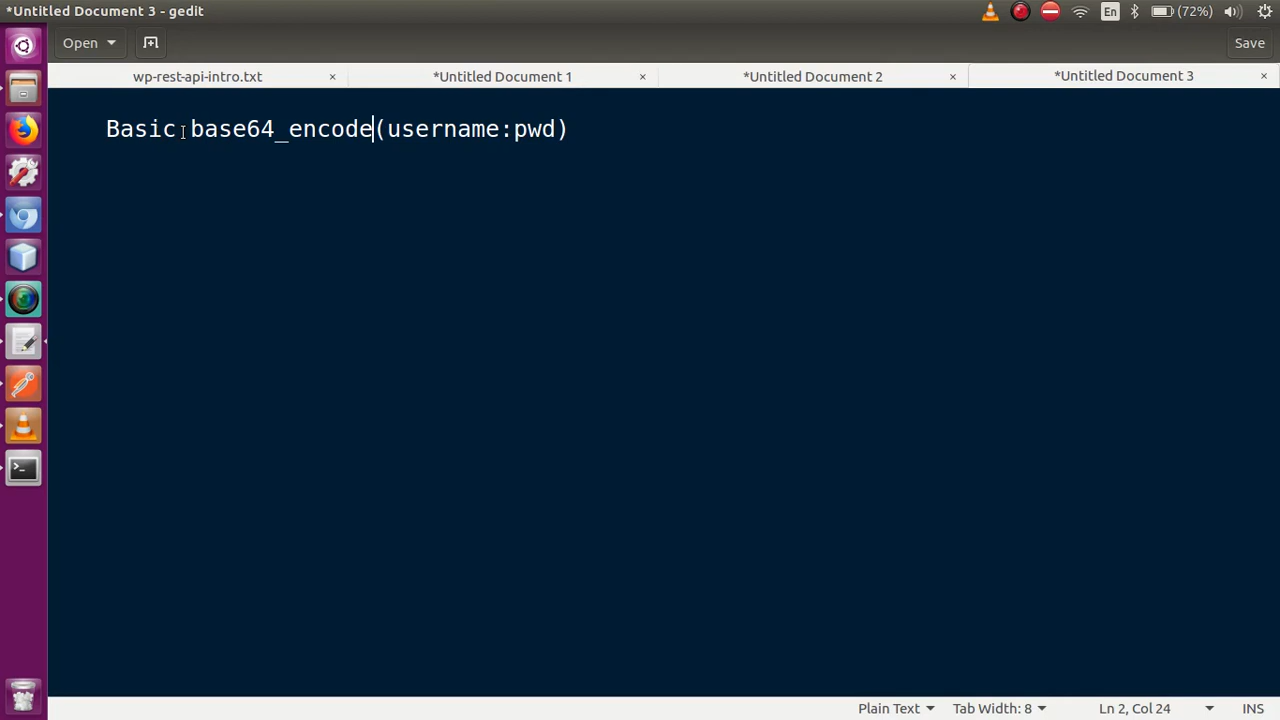 *Untitled Document 3 - gedit
En
(72%)
Open
Save
wp-rest-api-intro.txt
*Untitled Document 1
*Untitled Document 2
*Untitled Document 3
Basic base64_encode(username:pwd)
Plain Text
Tab Width: 8
Ln 2, Col 24
INS